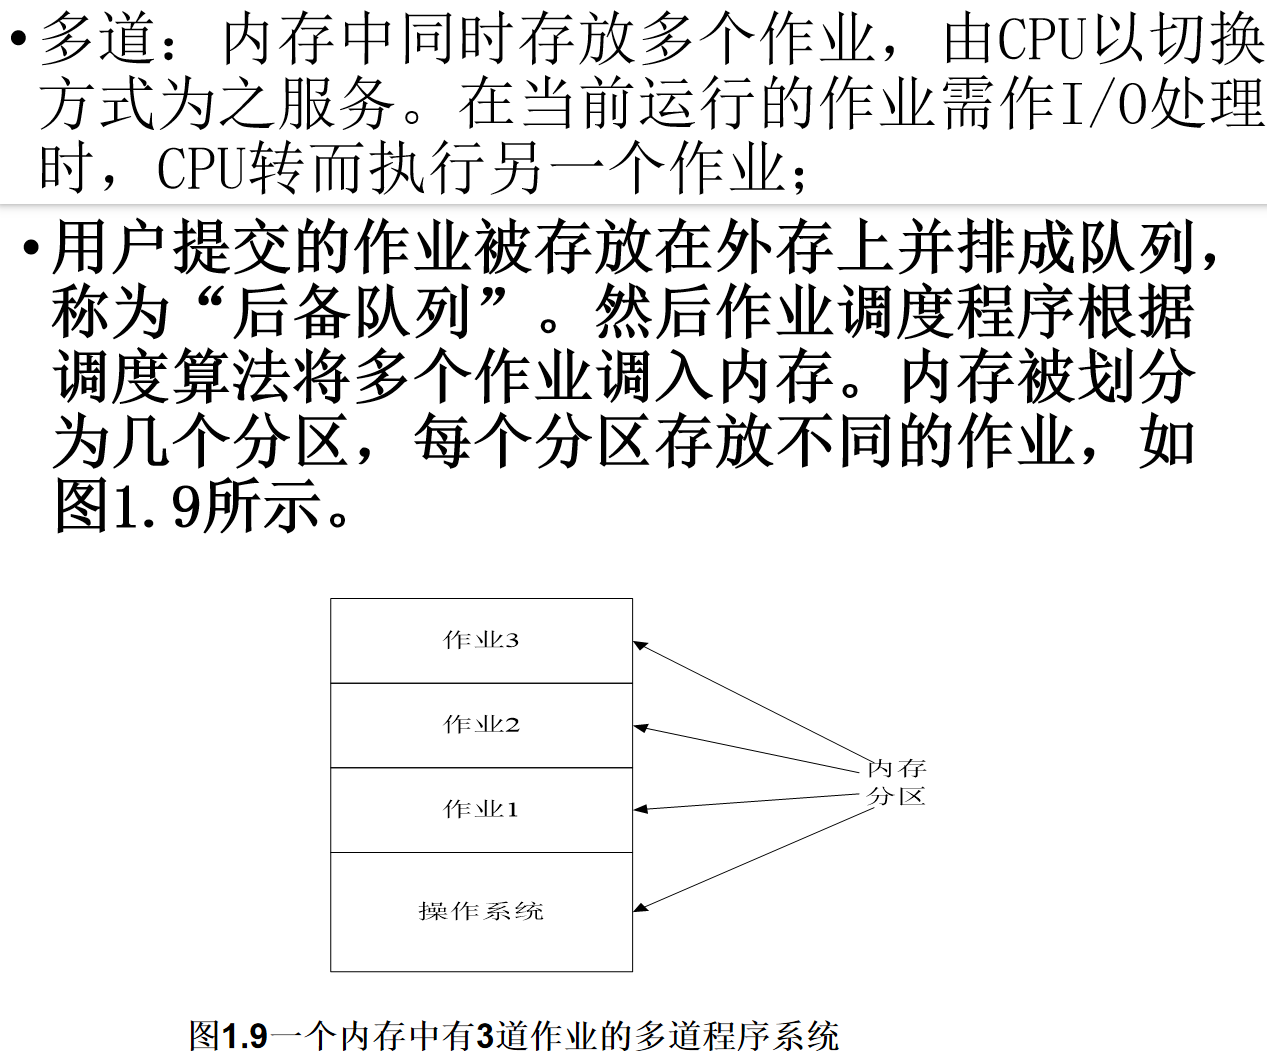 •多道：内存中同时存放多个作业，由CPU以切换
方式为之服务。在当前运行的作业需作I/O处理
时，CPU转而执行另一个作业；
•用户提交的作业被存放在外存上并排成队列，
称为“后备队列”。然后作业调度程序根据
调度算法将多个作业调入内存。内存被划分
为几个分区，每个分区存放不同的作业，如
图1.9所示。
作业3
作业2
作业1
操作系统
内存
分区
图1.9一个内存中有3道作业的多道程序系统